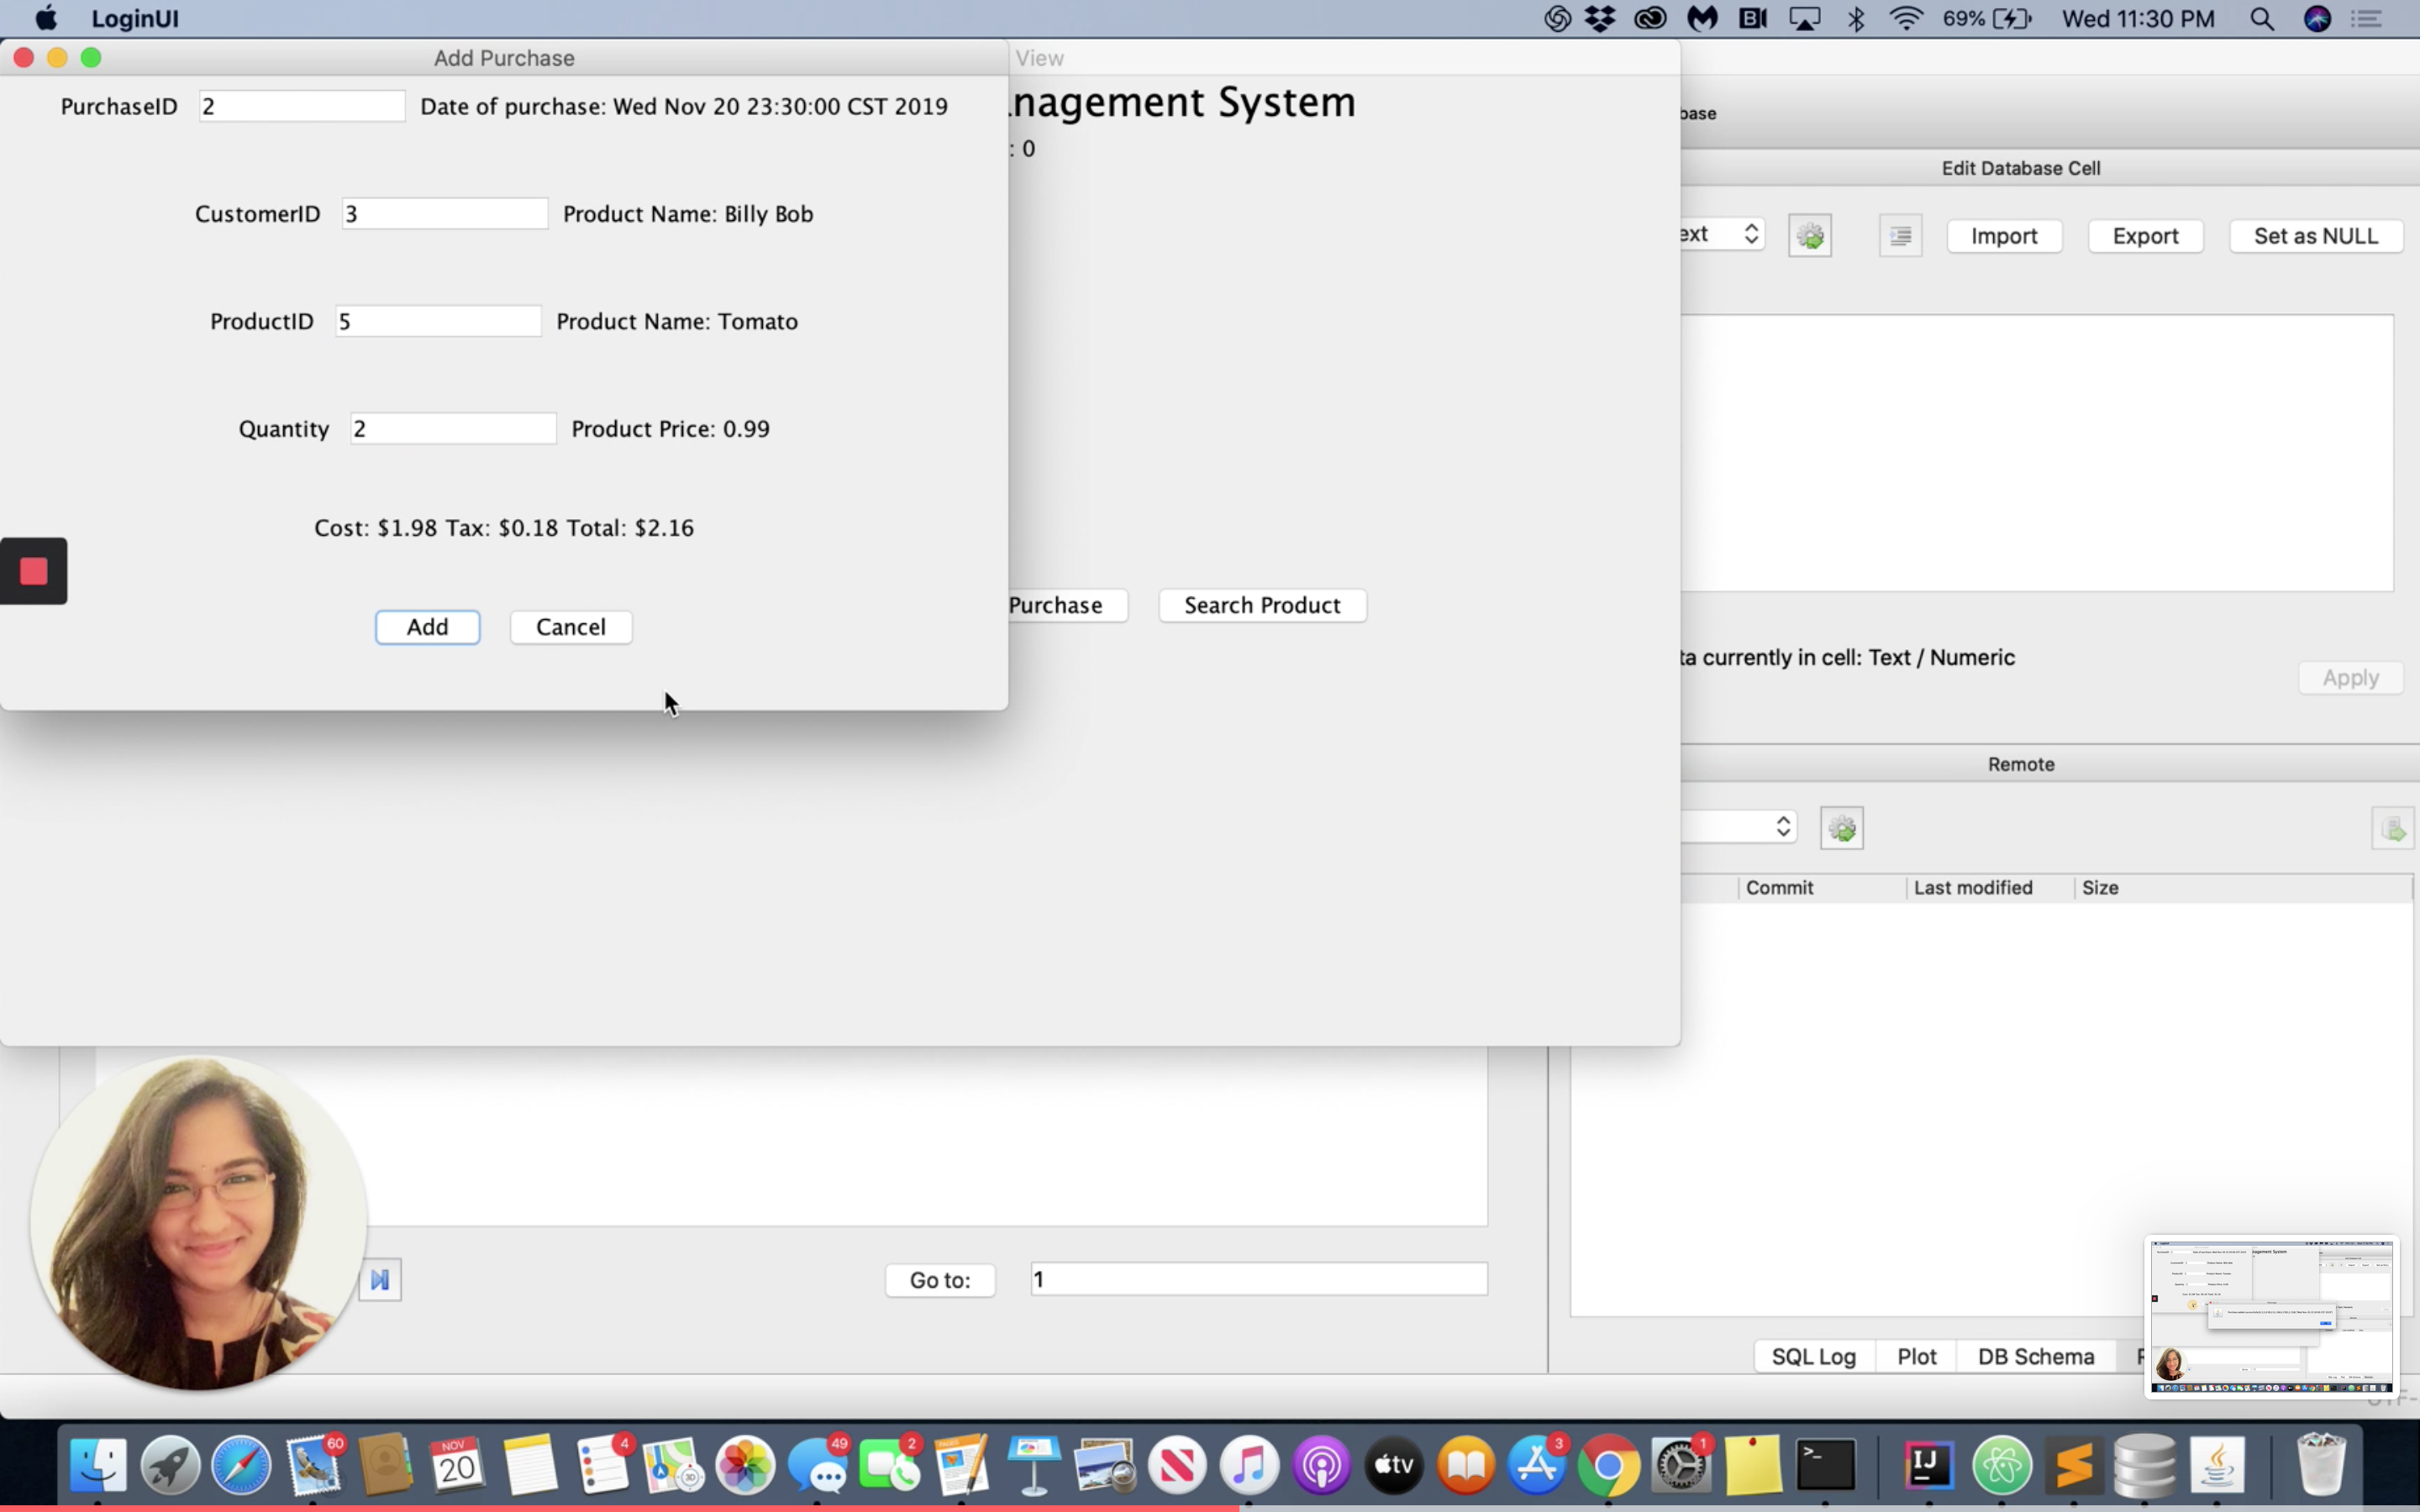 LoginUI
69%
Wed 11:30 PM
Add Purchase
View
PurchaseID 2 Date of purchase: Wed Nov 20 23:30:00 CST 2019
nagement System
: 0
base
Edit Database Cell
CustomerID 3 Product Name: Billy Bob
ext
Import
Export
Set as NULL
ProductID 5 Product Name: Tomato
Quantity 2 Product Price: 0.99
Cost: $1.98 Tax: $0.18 Total: $2.16
Add
Cancel
Purchase
Search Product
ta currently in cell: Text / Numeric
Apply
Remote
Commit
Last modified
Size
Go to:
1
SQL Log
Plot
DB Schema
60
NOV
20
4
3D
49
2
PAGES
tv
3
1
>_
IJ